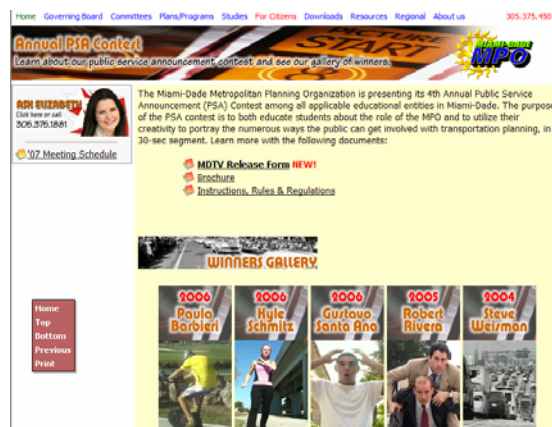 Home Governing Board Committees Plans/Programs Studies For Citizens Downloads Resources Regional About us 305.375.450
Annual PSA Contest
Learn about our public service announcement contest and see our gallery of winners.
START
MIAMI-DADE
MPO
ASK ELIZABETH
Click here or call
305.375.1881
'07 Meeting Schedule
The Miami-Dade Metropolitan Planning Organization is presenting its 4th Annual Public Service
Announcement (PSA) Contest among all applicable educational entities in Miami-Dade. The purpose
of the PSA contest is to both educate students about the role of the MPO and to utilize their
creativity to portray the numerous ways the public can get involved with transportation planning, in
30-sec segment. Learn more with the following documents:
MDTV Release Form NEW!
Brochure
Instructions, Rules & Regulations
WINNERS GALLERY
2006 Paula Barbieri
2006 Kyle Schmitz
2006 Gustavo Santa Ana
2005 Robert Rivera
2004 Steve Weisman
Home
Top
Bottom
Previous
Print